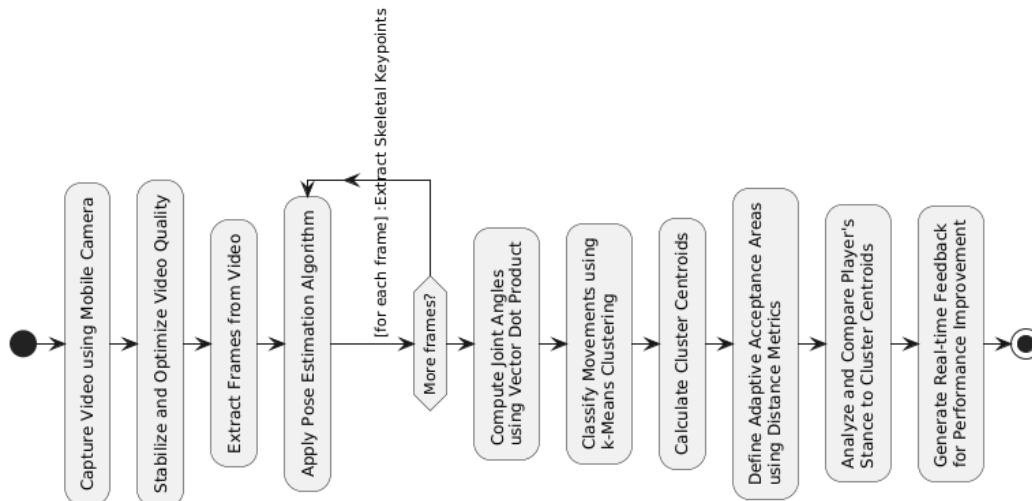 Capture Video using Mobile Camera
Stabilize and Optimize Video Quality
Extract Frames from Video
Apply Pose Estimation Algorithm
[for each frame] :Extract Skeletal Keypoints
More frames?
Compute Joint Angles
using Vector Dot Product
Classify Movements using
k-Means Clustering
Calculate Cluster Centroids
Define Adaptive Acceptance Areas
using Distance Metrics
Analyze and Compare Player's
Stance to Cluster Centroids
Generate Real-time Feedback
for Performance Improvement